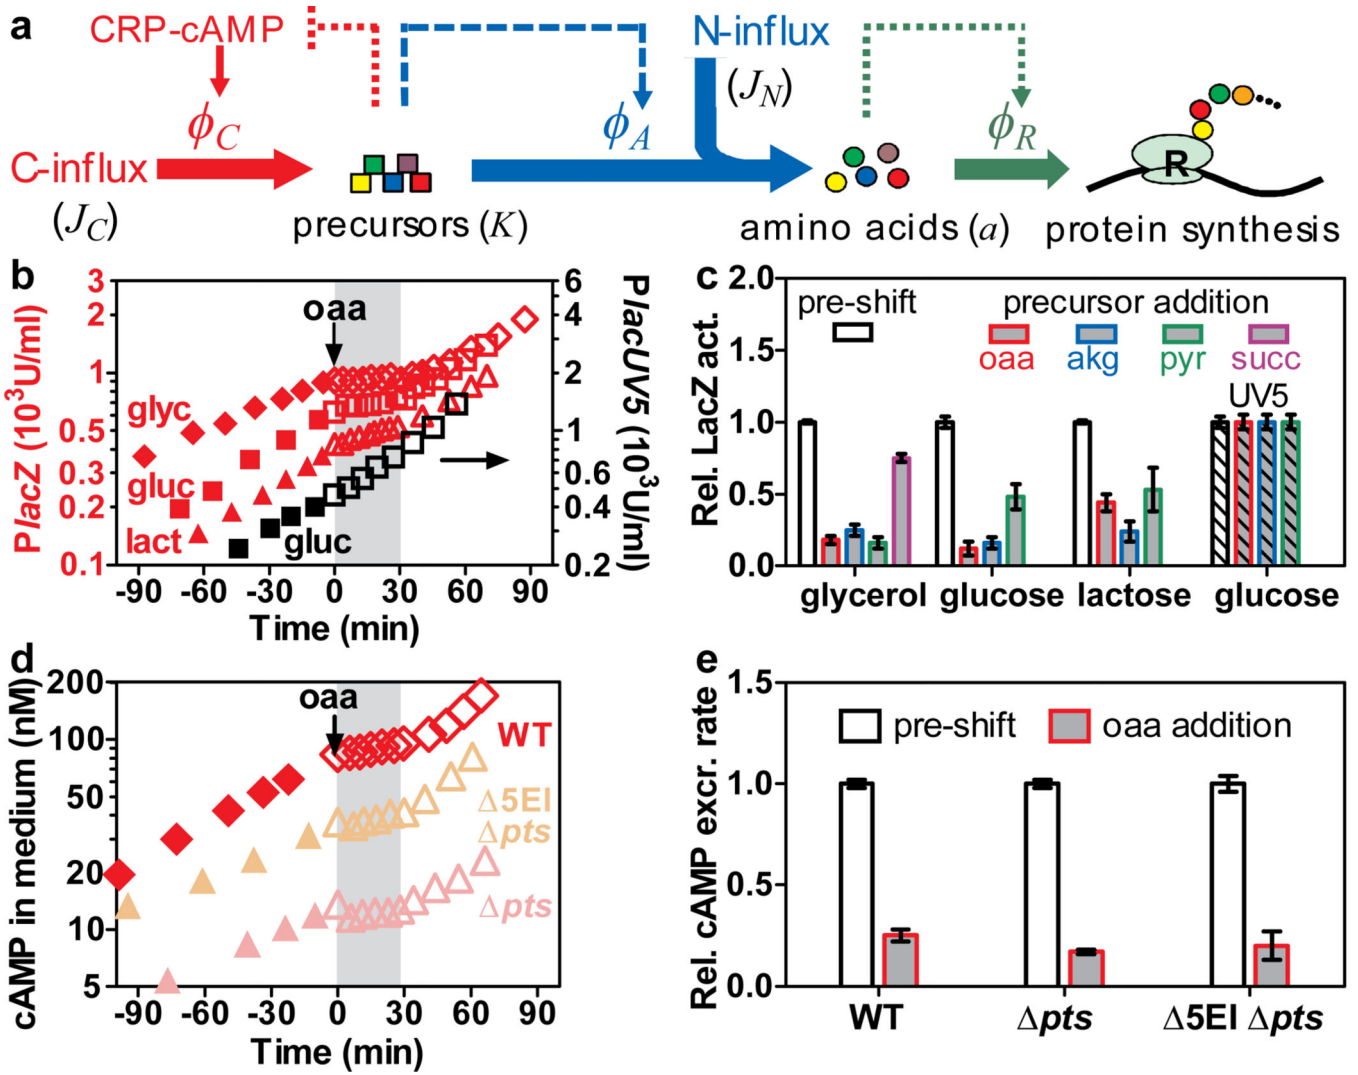 a
CRP-cAMP
N-influx
(J_N)
ϕ_C
ϕ_A
ϕ_R
C-influx
(J_C)
precursors (K)
amino acids (a)
R
protein synthesis
b
PlacZ (10³U/ml)
3
2
1
0.5
0.3
0.2
0.1
oaa
glyc
gluc
lact
gluc
6
4
2
1
0.6
0.4
0.2
PlacUV5 (10³U/ml)
-90 -60 -30 0 30 60 90
Time (min)
c
Rel. LacZ act.
2.0
1.5
1.0
0.5
0.0
pre-shift
precursor addition
oaa akg pyr succ
UV5
glycerol glucose lactose glucose
d
cAMP in medium (nM)
200
100
50
20
10
5
oaa
WT
Δ5EI
Δpts
Δpts
-90 -60 -30 0 30 60 90
Time (min)
e
Rel. cAMP excr. rate
1.5
1.0
0.5
0.0
pre-shift oaa addition
WT Δpts Δ5EI Δpts